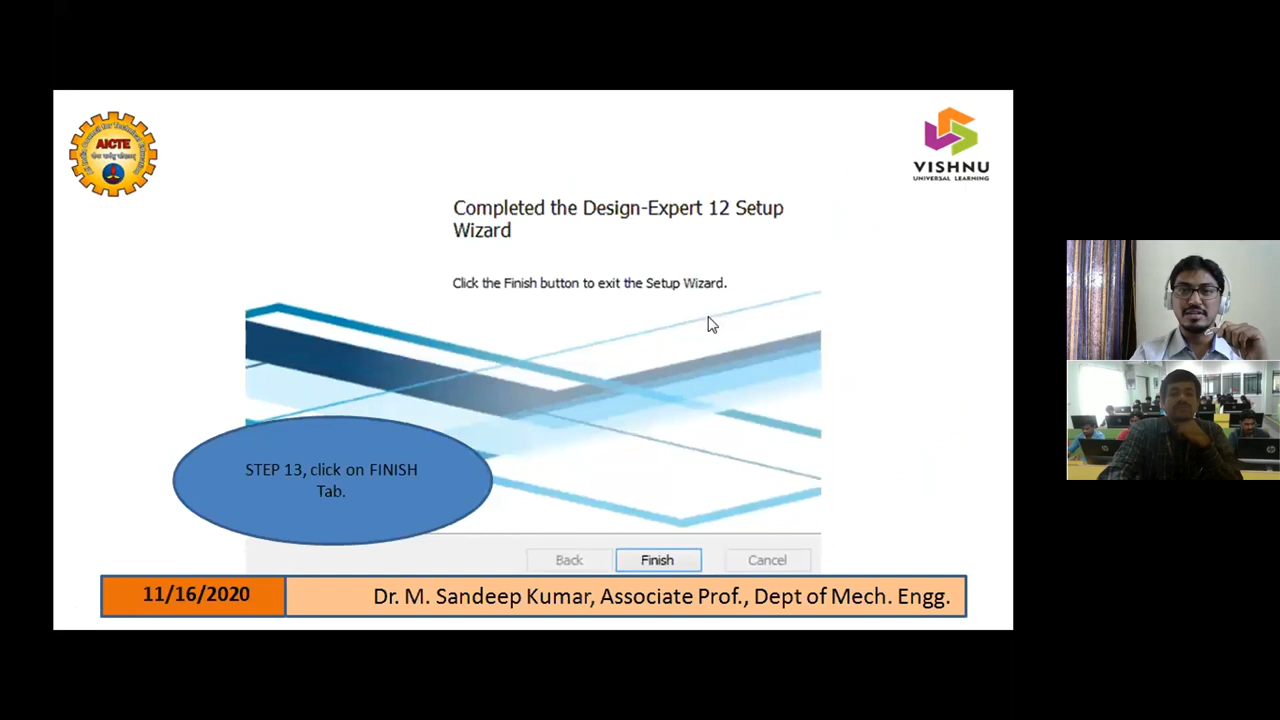 AICTE
VISHNU
UNIVERSAL LEARNING
Completed the Design-Expert 12 Setup
Wizard
Click the Finish button to exit the Setup Wizard.
STEP 13, click on FINISH
Tab.
Back
Finish
Cancel
11/16/2020
Dr. M. Sandeep Kumar, Associate Prof., Dept of Mech. Engg.